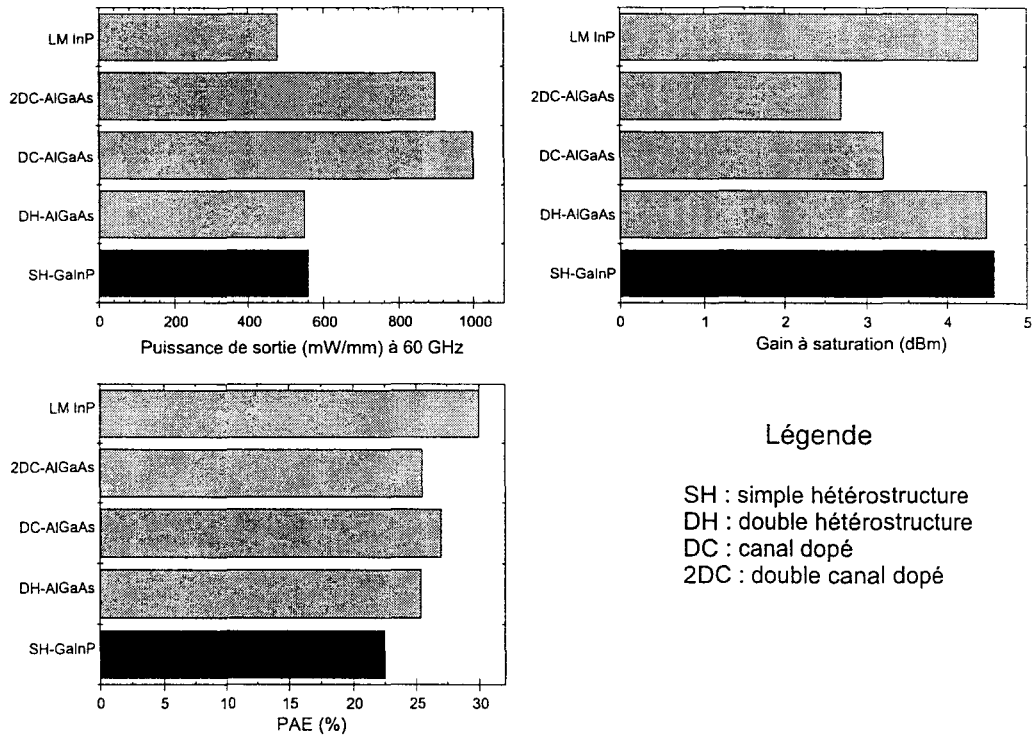 LM InP
2DC-AlGaAs
DC-AlGaAs
DH-AlGaAs
SH-GaInP
0 200 400 600 800 1000
Puissance de sortie (mW/mm) à 60 GHz
LM InP
2DC-AlGaAs
DC-AlGaAs
DH-AlGaAs
SH-GaInP
0 1 2 3 4 5
Gain à saturation (dBm)
LM InP
2DC-AlGaAs
DC-AlGaAs
DH-AlGaAs
SH-GaInP
0 5 10 15 20 25 30
PAE (%)
Légende
SH : simple hétérostructure
DH : double hétérostructure
DC : canal dopé
2DC : double canal dopé